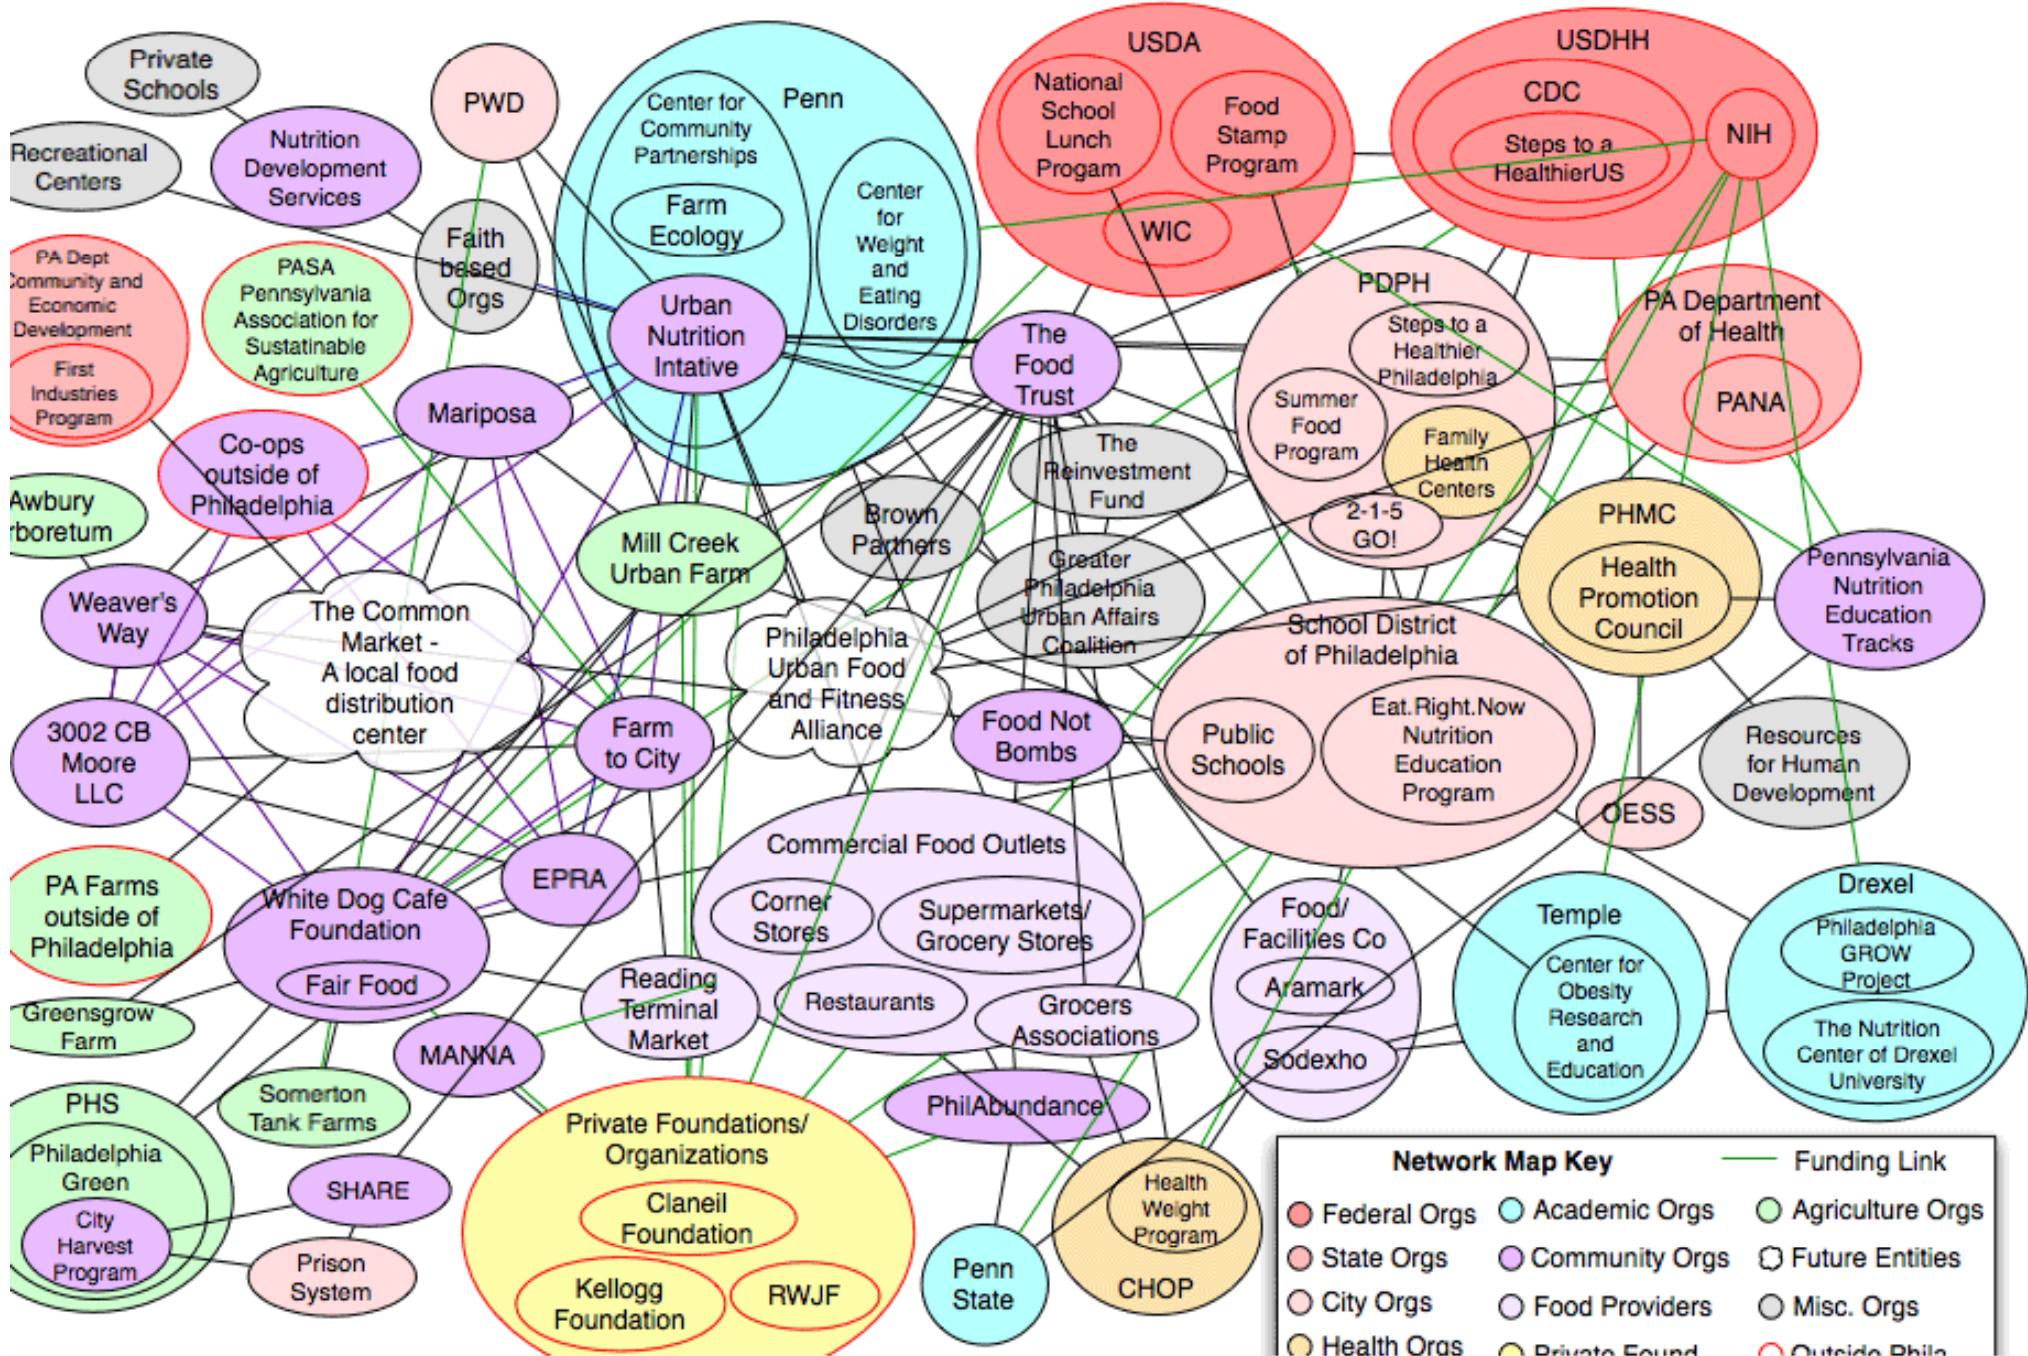 Private
Schools
PWD
Recreational
Centers
Nutrition
Development
Services
Faith
based
Orgs
Penn
Center for
Community
Partnerships
Farm
Ecology
Center
for
Weight
and
Eating
Disorders
USDA
National
School
Lunch
Progam
Food
Stamp
Program
WIC
USDHH
CDC
Steps to a
HealthierUS
NIH
PA Dept
Community and
Economic
Development
First
Industries
Program
PASA
Pennsylvania
Association for
Sustatinable
Agriculture
Urban
Nutrition
Intative
The
Food
Trust
PDPH
Steps to a
Healthier
Philadelphia
Summer
Food
Program
Family
Health
Centers
2-1-5
GO!
PA Department
of Health
PANA
Mariposa
Co-ops
outside of
Philadelphia
Awbury
rboretum
The
Reinvestment
Fund
Brown
Partners
Mill Creek
Urban Farm
Greater
Philadelphia
Urban Affairs
Coalition
PHMC
Health
Promotion
Council
Pennsylvania
Nutrition
Education
Tracks
Weaver's
Way
The Common
Market -
A local food
distribution
center
Philadelphia
Urban Food
and Fitness
Alliance
School District
of Philadelphia
Public
Schools
Eat.Right.Now
Nutrition
Education
Program
3002 CB
Moore
LLC
Farm
to City
Food Not
Bombs
Resources
for Human
Development
OESS
Commercial Food Outlets
Corner
Stores
Supermarkets/
Grocery Stores
Restaurants
Grocers
Associations
EPRA
PA Farms
outside of
Philadelphia
White Dog Cafe
Foundation
Fair Food
Food/
Facilities Co
Aramark
Sodexho
Temple
Center for
Obesity
Research
and
Education
Drexel
Philadelphia
GROW
Project
The Nutrition
Center of Drexel
University
Greensgrow
Farm
Reading
Terminal
Market
MANNA
Somerton
Tank Farms
PHS
Philadelphia
Green
City
Harvest
Program
SHARE
Prison
System
Private Foundations/
Organizations
Claneil
Foundation
Kellogg
Foundation
RWJF
PhilAbundance
Penn
State
Health
Weight
Program
CHOP
Network Map Key
Funding Link
Federal Orgs
Academic Orgs
Agriculture Orgs
State Orgs
Community Orgs
Future Entities
City Orgs
Food Providers
Misc. Orgs
Health Orgs
Private Found
Outside Phila